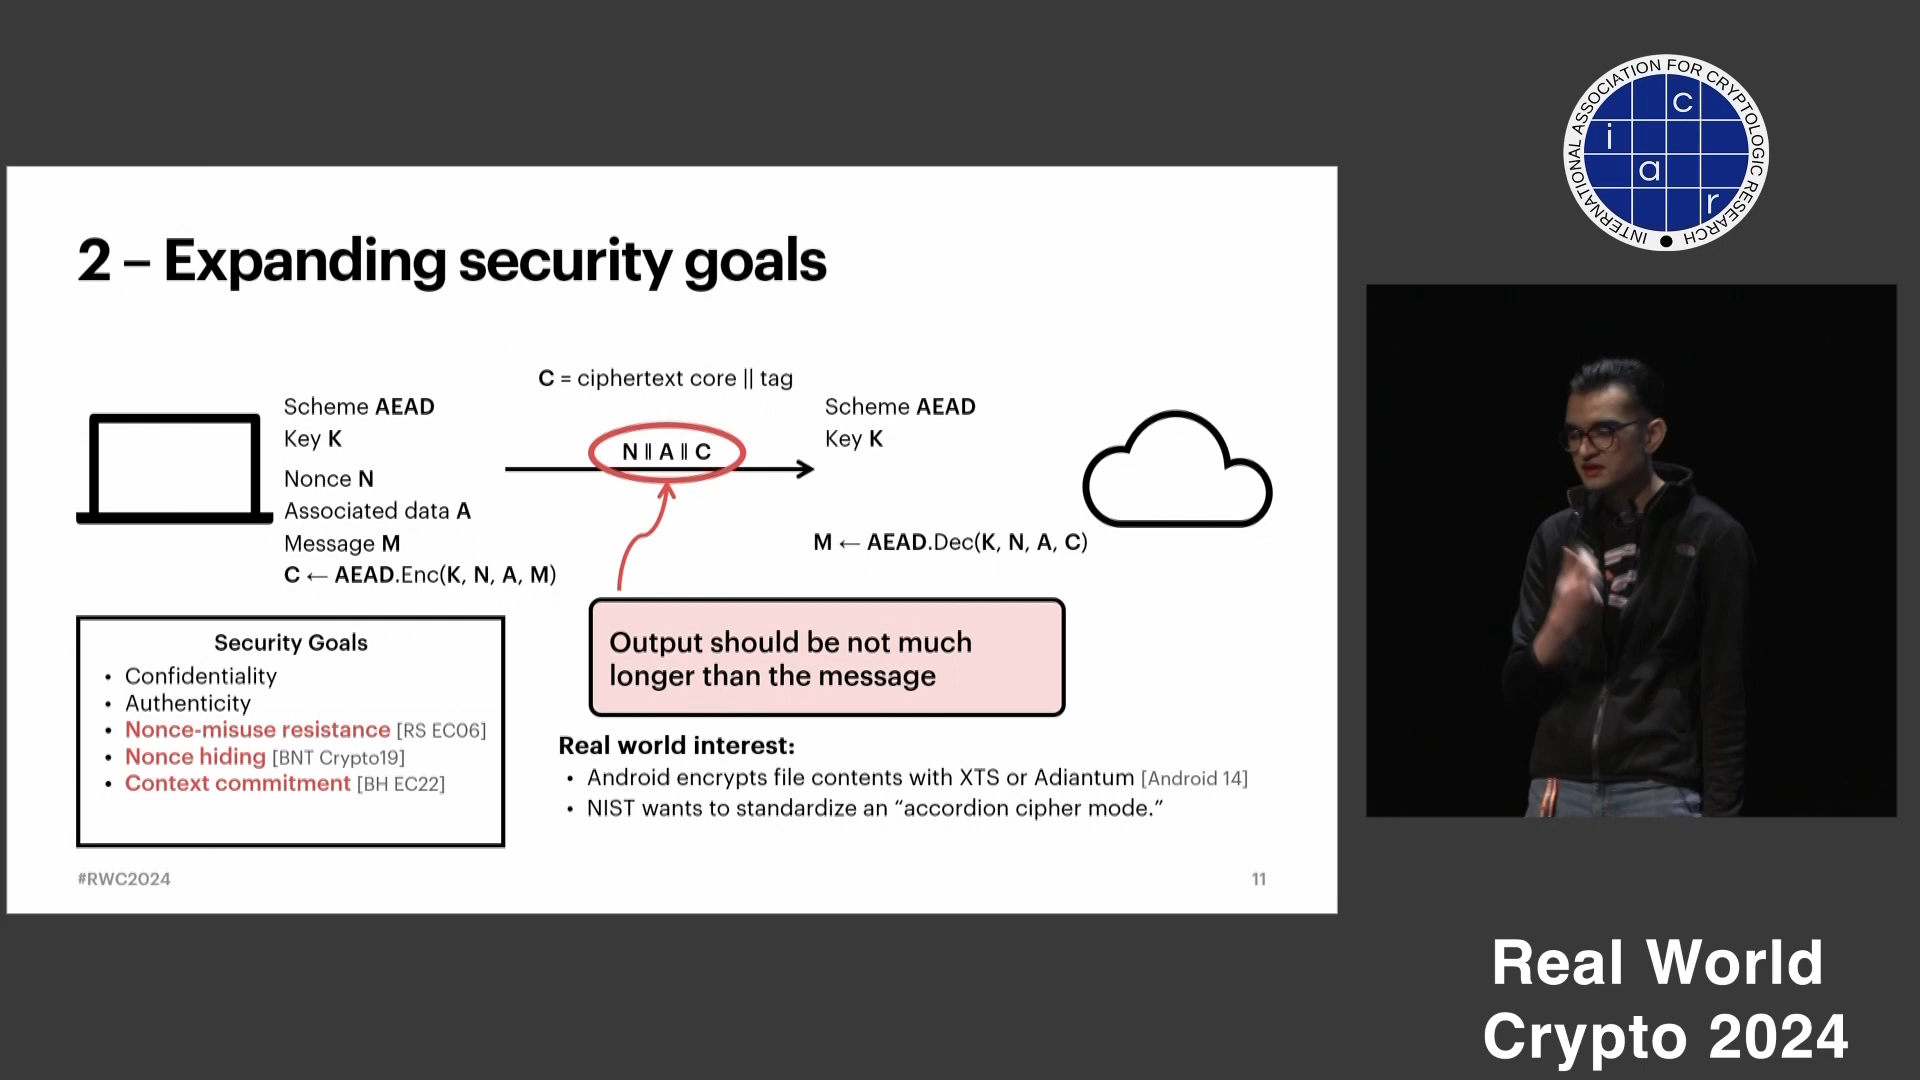 INTERNATIONAL ASSOCIATION FOR CRYPTOLOGIC RESEARCH
c
i
a
r
2 – Expanding security goals
C = ciphertext core || tag
Scheme AEAD
Key K
Nonce N
Associated data A
Message M
C ← AEAD.Enc(K, N, A, M)
N || A || C
Scheme AEAD
Key K
M ← AEAD.Dec(K, N, A, C)
Output should be not much
longer than the message
Security Goals
• Confidentiality
• Authenticity
• Nonce-misuse resistance [RS EC06]
• Nonce hiding [BNT Crypto19]
• Context commitment [BH EC22]
Real world interest:
• Android encrypts file contents with XTS or Adiantum [Android 14]
• NIST wants to standardize an “accordion cipher mode.”
#RWC2024
11
Real World
Crypto 2024